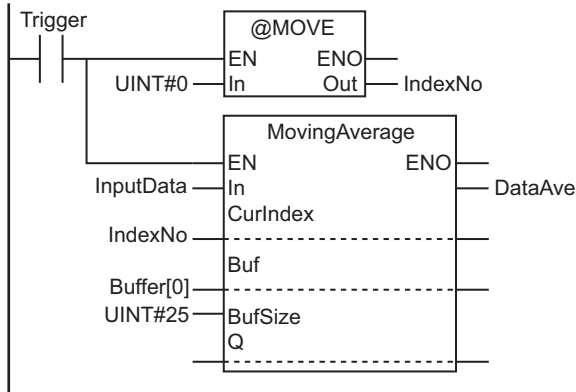 Trigger
@MOVE
EN ENO
UINT#0 In Out IndexNo
MovingAverage
EN ENO
InputData In DataAve
CurIndex
IndexNo
Buf
Buffer[0]
UINT#25 BufSize
Q